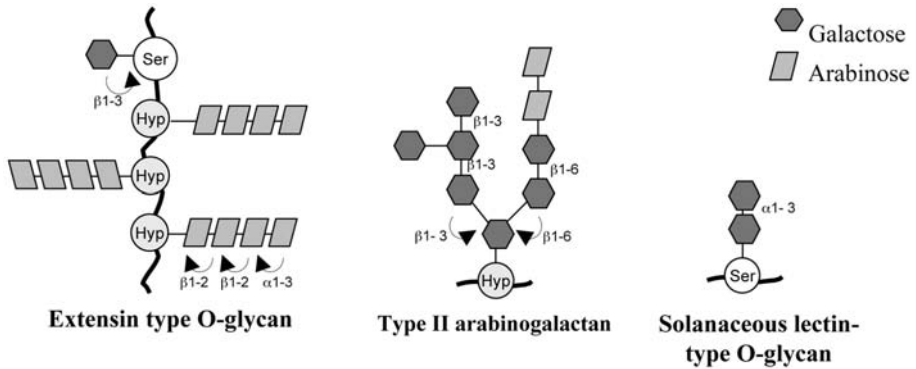 Galactose
Arabinose
Ser
β1-3
Hyp
Hyp
Hyp
β1-2
β1-2
α1-3
Extensin type O-glycan
β1-3
β1-3
β1-6
β1- 3
β1-6
Hyp
Type II arabinogalactan
α1- 3
Ser
Solanaceous lectin-
type O-glycan